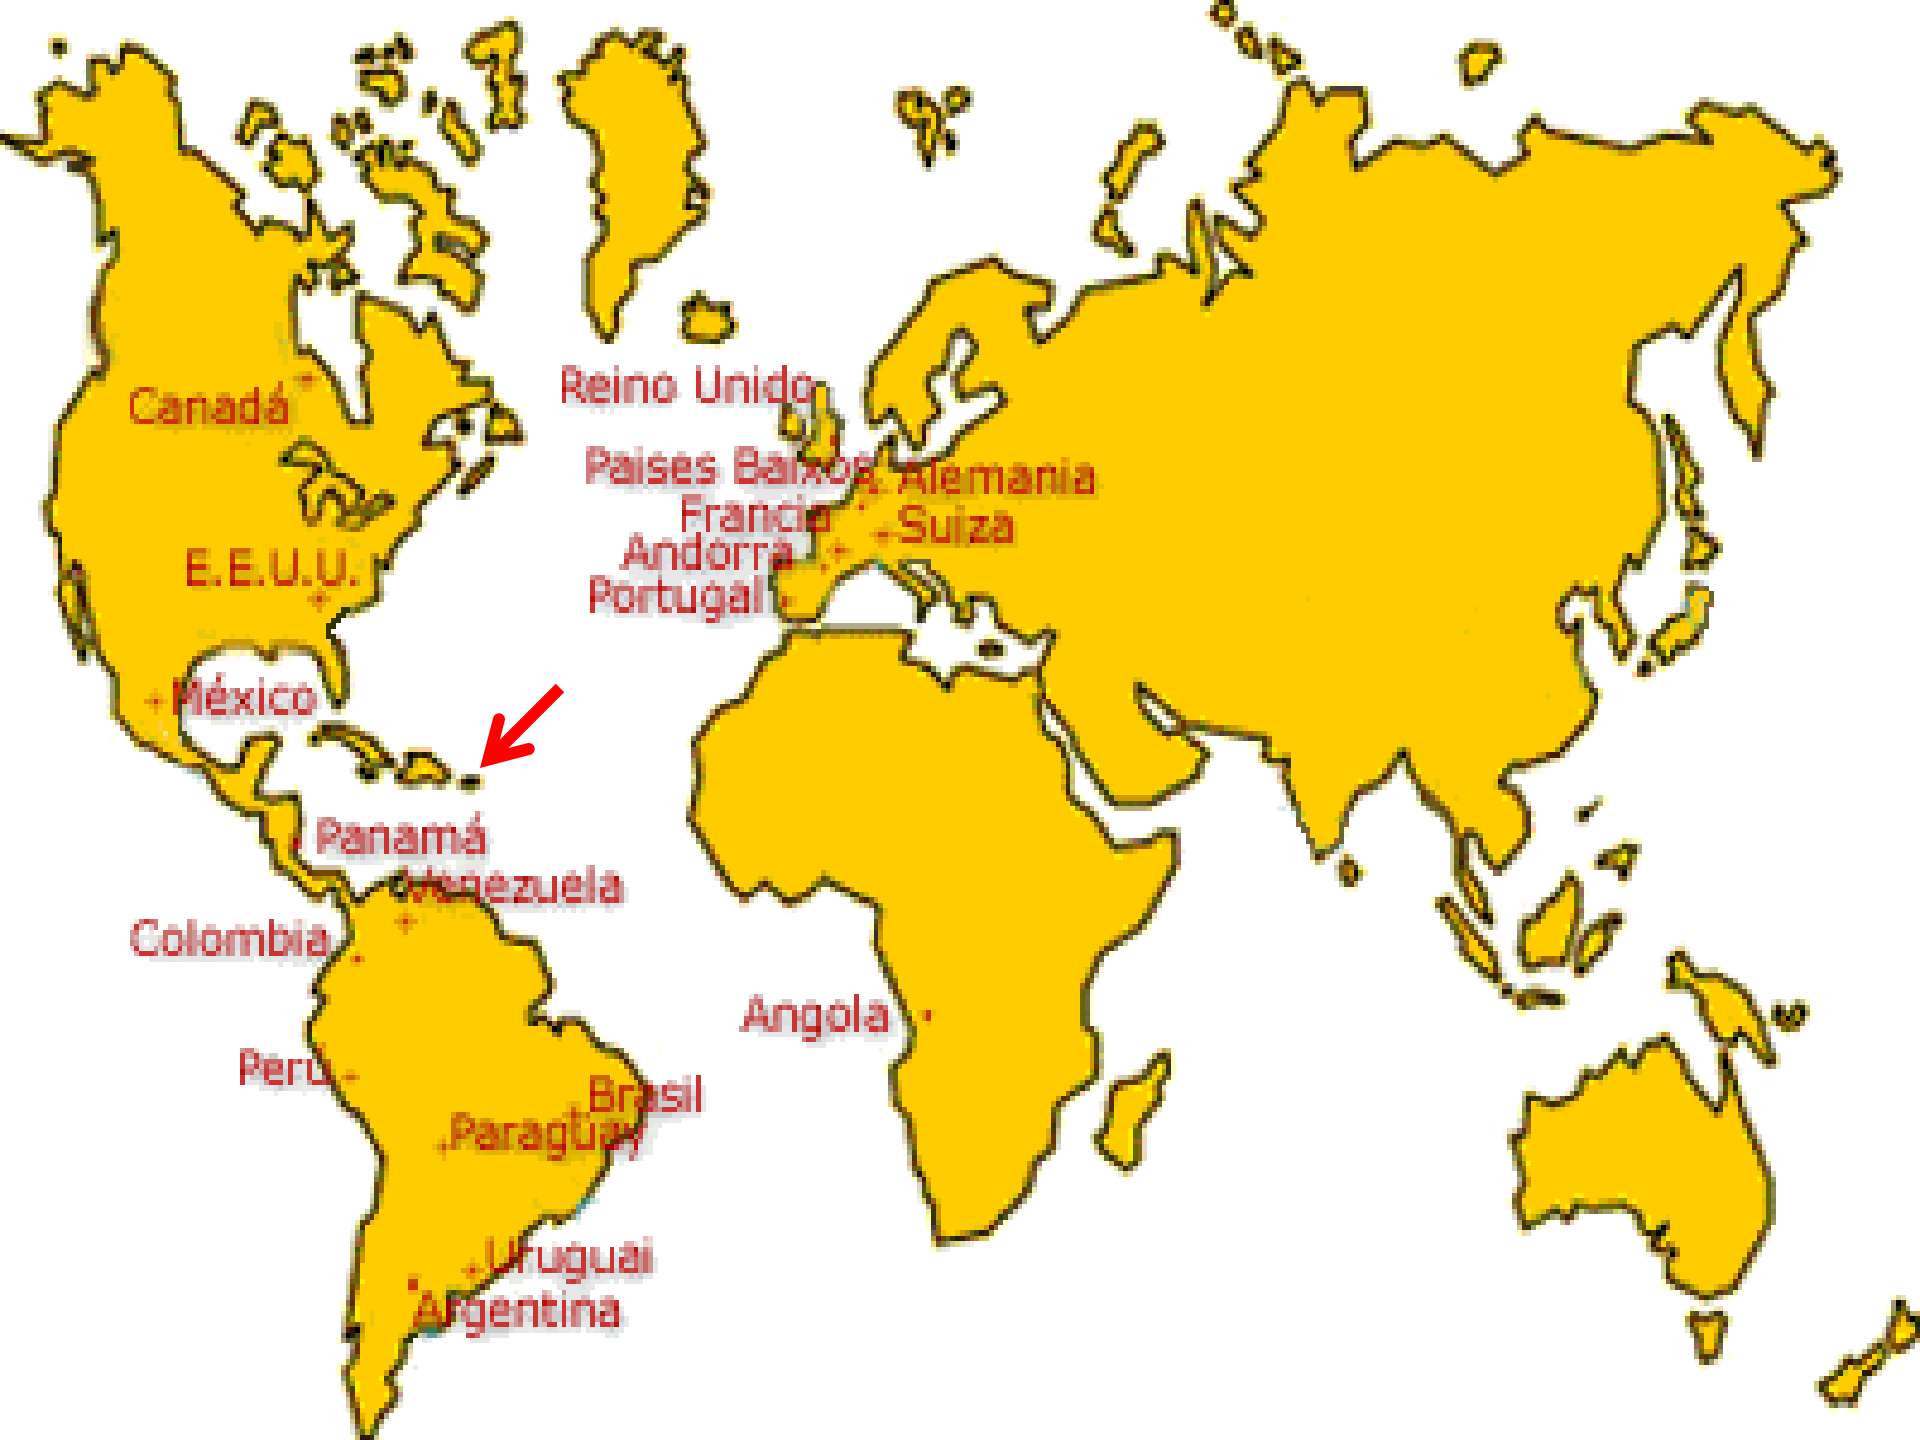 Reino Unido
Canadá
Paises Baixos
Alemania
Francia
Suiza
Andorra
E.E.U.U.
Portugal
México
Panamá
Venezuela
Colombia
Angola
Perú
Brasil
Paraguay
Uruguai
Argentina